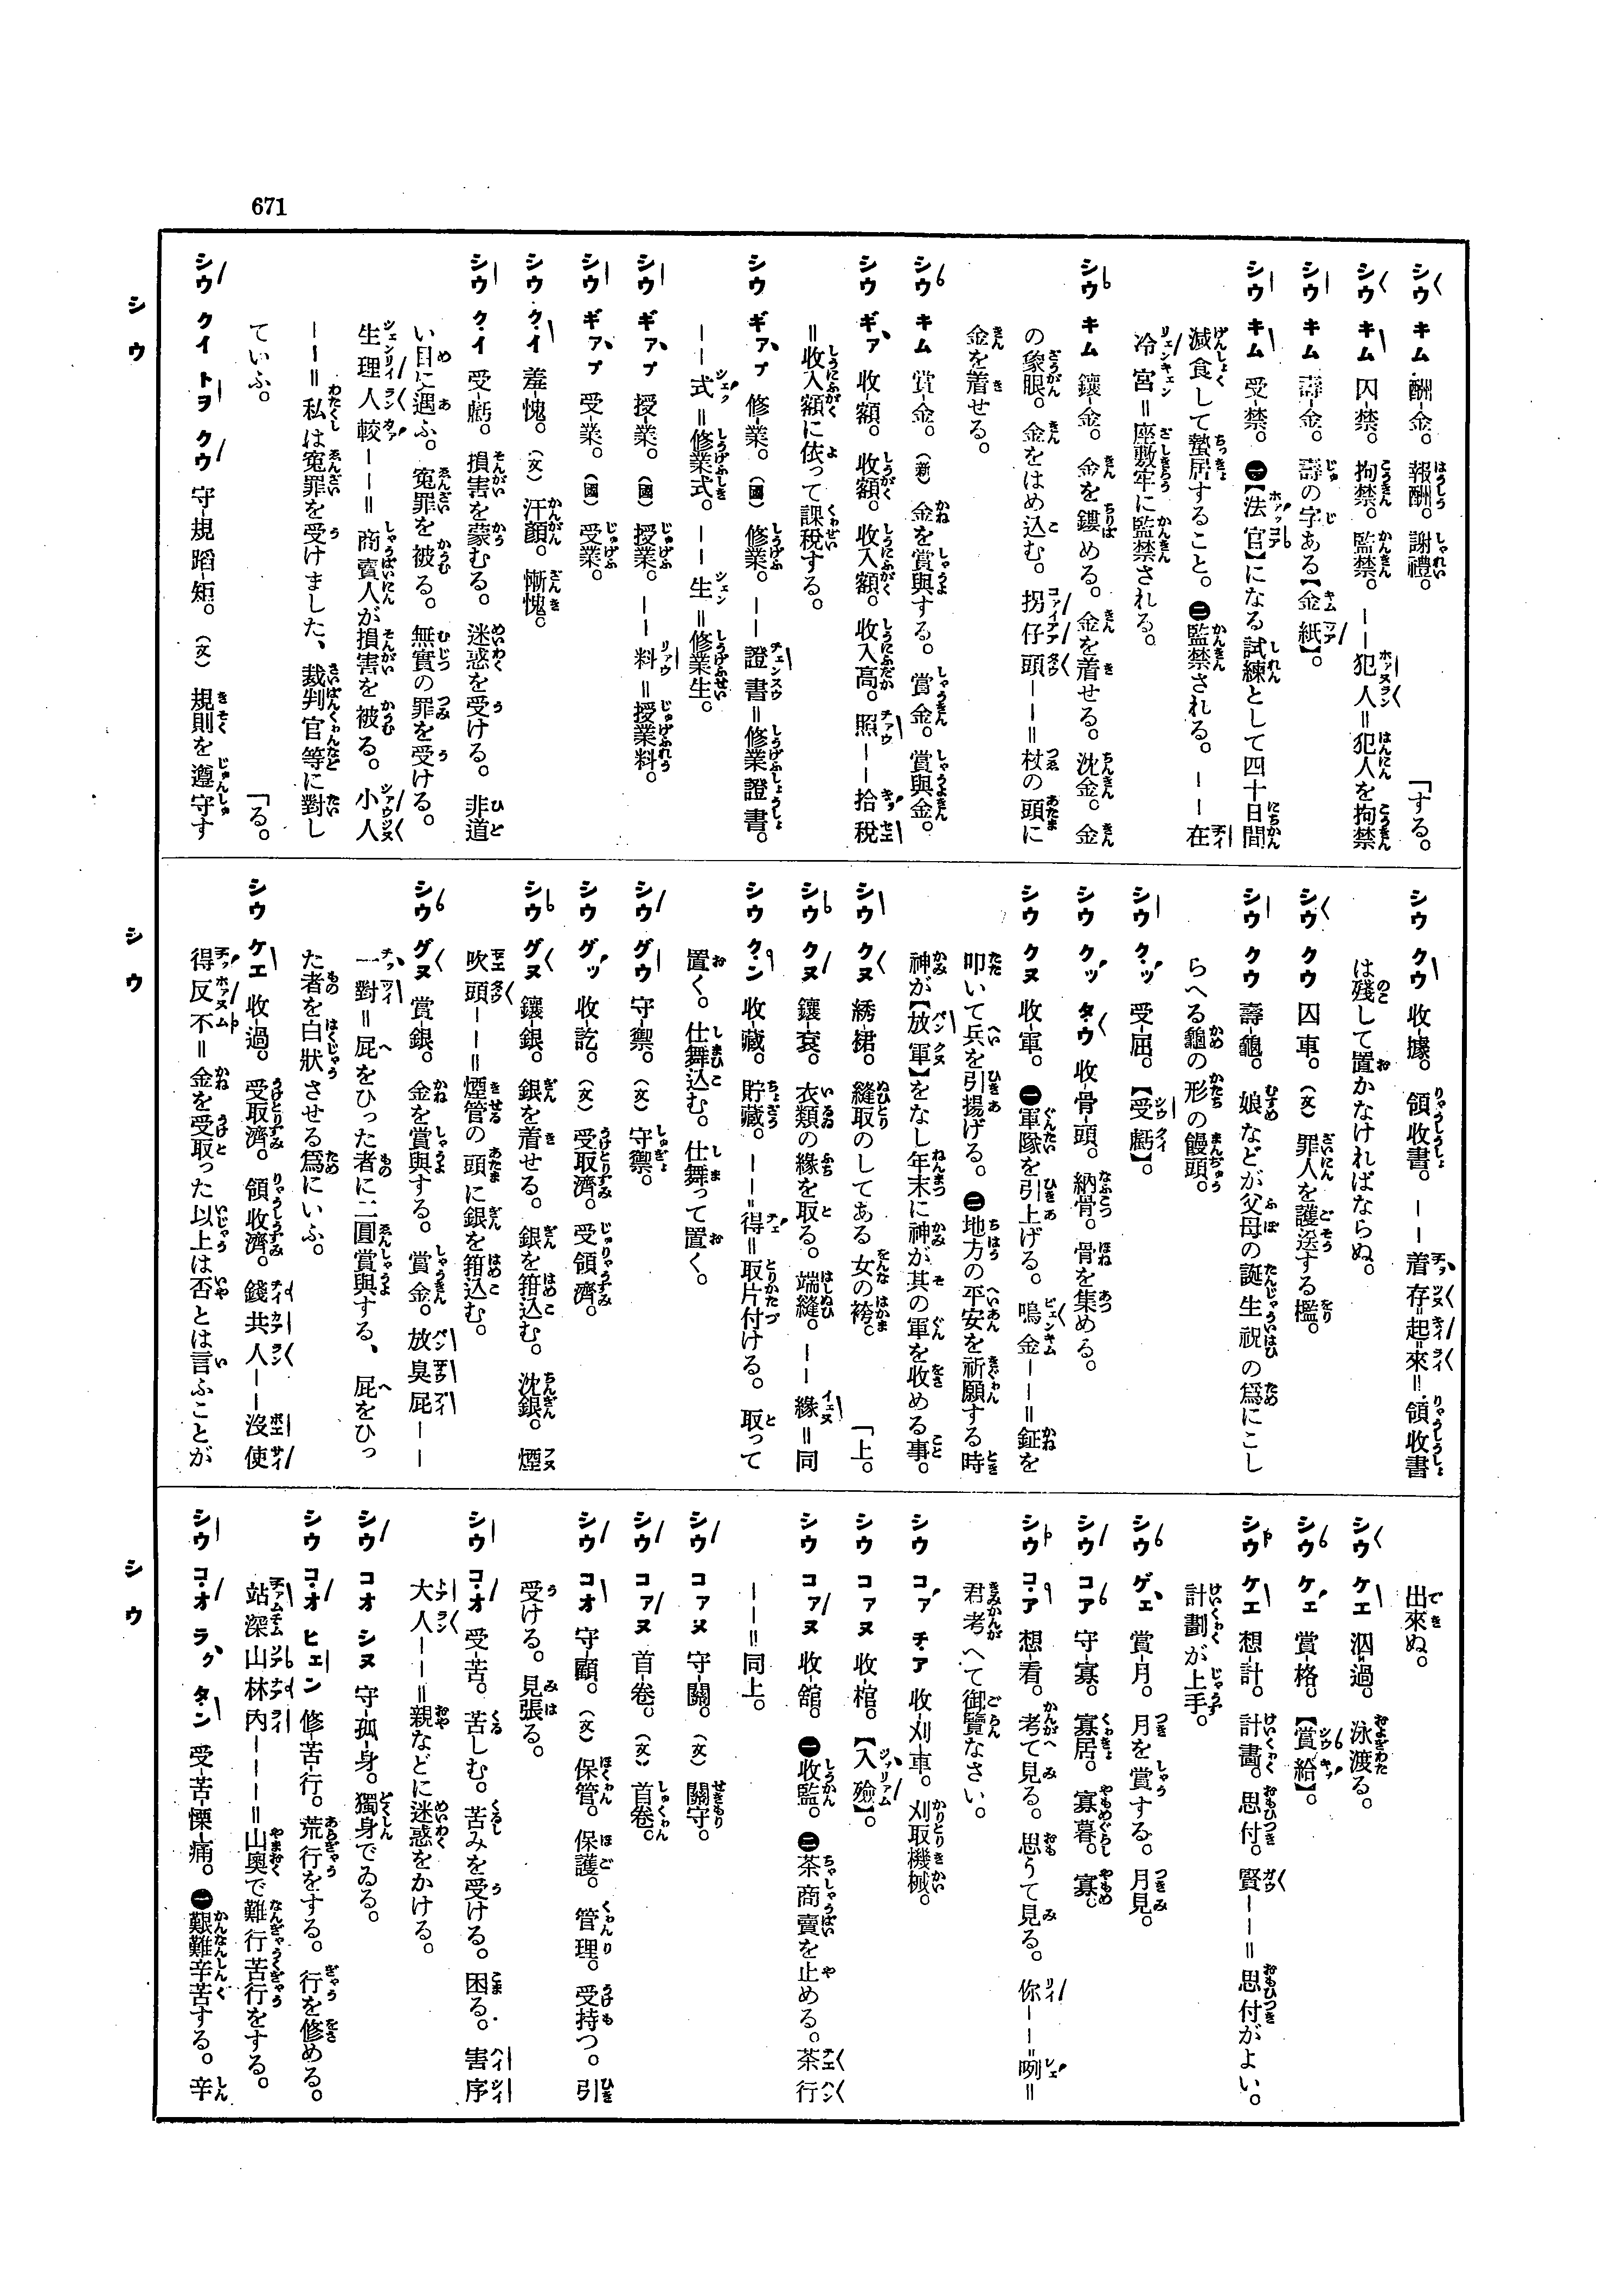 671
シウ キム 酬-金。報酬。謝禮。「する。
シウ キム 囚-禁。拘禁。監禁。――犯人=犯人を拘禁
シウ キム 壽-金。壽の字ある【金紙】。
シウ キム 受-禁。㊀【法官】になる試練として四十日間
滅食して蟄居すること。㊁監禁される。――在
冷宮=座敷牢に監禁される。
シウ キム 鑲-金。金を鏤める。金を着せる。沈金。金
の象眼。金をはめ込む。拐仔頭――=杖の頭に
金を着せる。
シウ キム 賞-金。(新)金を賞與する。賞金。賞與金。
シウ ギァ 收-額。收額。收入額。收入高。照――拾稅
=收入額に依って課稅する。
シウ ギァプ 修-業。(國)修業。――證書=修業證書。
――式=修業式。――生=修業生。
シウ ギァプ 授-業。(國)授業。――料=授業料。
シウ ギァプ 受-業。(國)受業。
シウ ク・イ 羞-愧。(文)汗顏。慚愧。
シウ ク・イ 受-虧。損害を蒙むる。迷惑を受ける。非道
い目に遇ふ。寃罪を被る。無實の罪を受ける。
生理人較――=商賣人が損害を被る。小人
――=私は寃罪を受けました、裁判官等に對し
ていふ。「る。
シウ クイ トヲ クウ 守-規蹈-矩。(文)規則を遵守す
シウ クウ 收-據。領收書。――着存=起=來=領收書
は殘して置かなければならぬ。
シウ クウ 囚車。(文)罪人を護送する檻。
シウ クウ 壽-龜。娘などが父母の誕生祝の爲にこし
らへる龜の形の饅頭。
シウ ク・ッ 受-屈。【受虧】。
シウ クッ タ・ウ 收-骨-頭。納骨。骨を集める。
シウ クヌ 收-軍。㊀軍隊を引上げる。鳴金――=鉦を
叩いて兵を引揚げる。㊁地方の平安を祈願する時
神が【放軍】をなし年末に神が其の軍を收める事。
シウ クヌ 綉-裙。縫取のしてある女の袴。「上。
シウ クヌ 鑲-袞。衣類の緣を取る。端縫。――緣=同
シウ ク・ン 收-藏。貯藏。――=得=取片付ける。取って
置く。仕舞込む。仕舞って置く。
シウ グウ 守-禦。(文)守禦。
シウ グッ 收-訖。(文)受取濟。受領濟。
シウ グヌ 鑲-銀。銀を着せる。銀を箝込む。沈銀。煙
吹頭――=煙管の頭に銀を箝込む。
シウ グヌ 賞-銀。金を賞與する。賞金。放臭屁――
一對=屁をひった者に二圓賞與する、屁をひっ
た者を白狀させる爲にいふ。
シウ ケエ 收-過。受取濟。領收濟。錢共人――沒使
得反不=金を受取った以上は否とは言ふことが
出來ぬ。
シウ ケエ 泅過。泳渡る。
シウ ケェ 賞-格。【賞給】。
シウ ケエ 想-計。計畫。思付。賢――=思付がよい。
計劃が上手。
シウ ゲェ 賞-月。月を賞する。月見。
シウ コア 守-寡。寡居。寡暮。寡。
シウ コ・ア 想-看。考て見る。思うて見る。你――=咧=
君考へて御覽なさい。
シウ コァ チ・ア 收-刈-車。刈取機械。
シウ コァヌ 收-棺。【入殮】。
シウ コァヌ 收-舘。㊀收監。㊁茶商賣を止める。茶行
――=同上。
シウ コァヌ 守-關。(文)關守。
シウ コァヌ 首-卷。(文)首卷。
シウ コオ 守-顧。(文)保管。保護。管理。受持つ。引
受ける。見張る。
シウ コ・オ 受-苦。苦しむ。苦みを受ける。困る。害序
大人――=親などに迷惑をかける。
シウ コオ シヌ 守-孤-身。獨身でゐる。
シウ コ・オ ヒェン 修-苦-行。荒行をする。行を修める。
站深山林內―――=山奧で難行苦行をする。
シウ コ・オ ラ・ク タ・ン 受-苦-慄-痛。㊀艱難辛苦する。辛
シウ
シウ
シウ